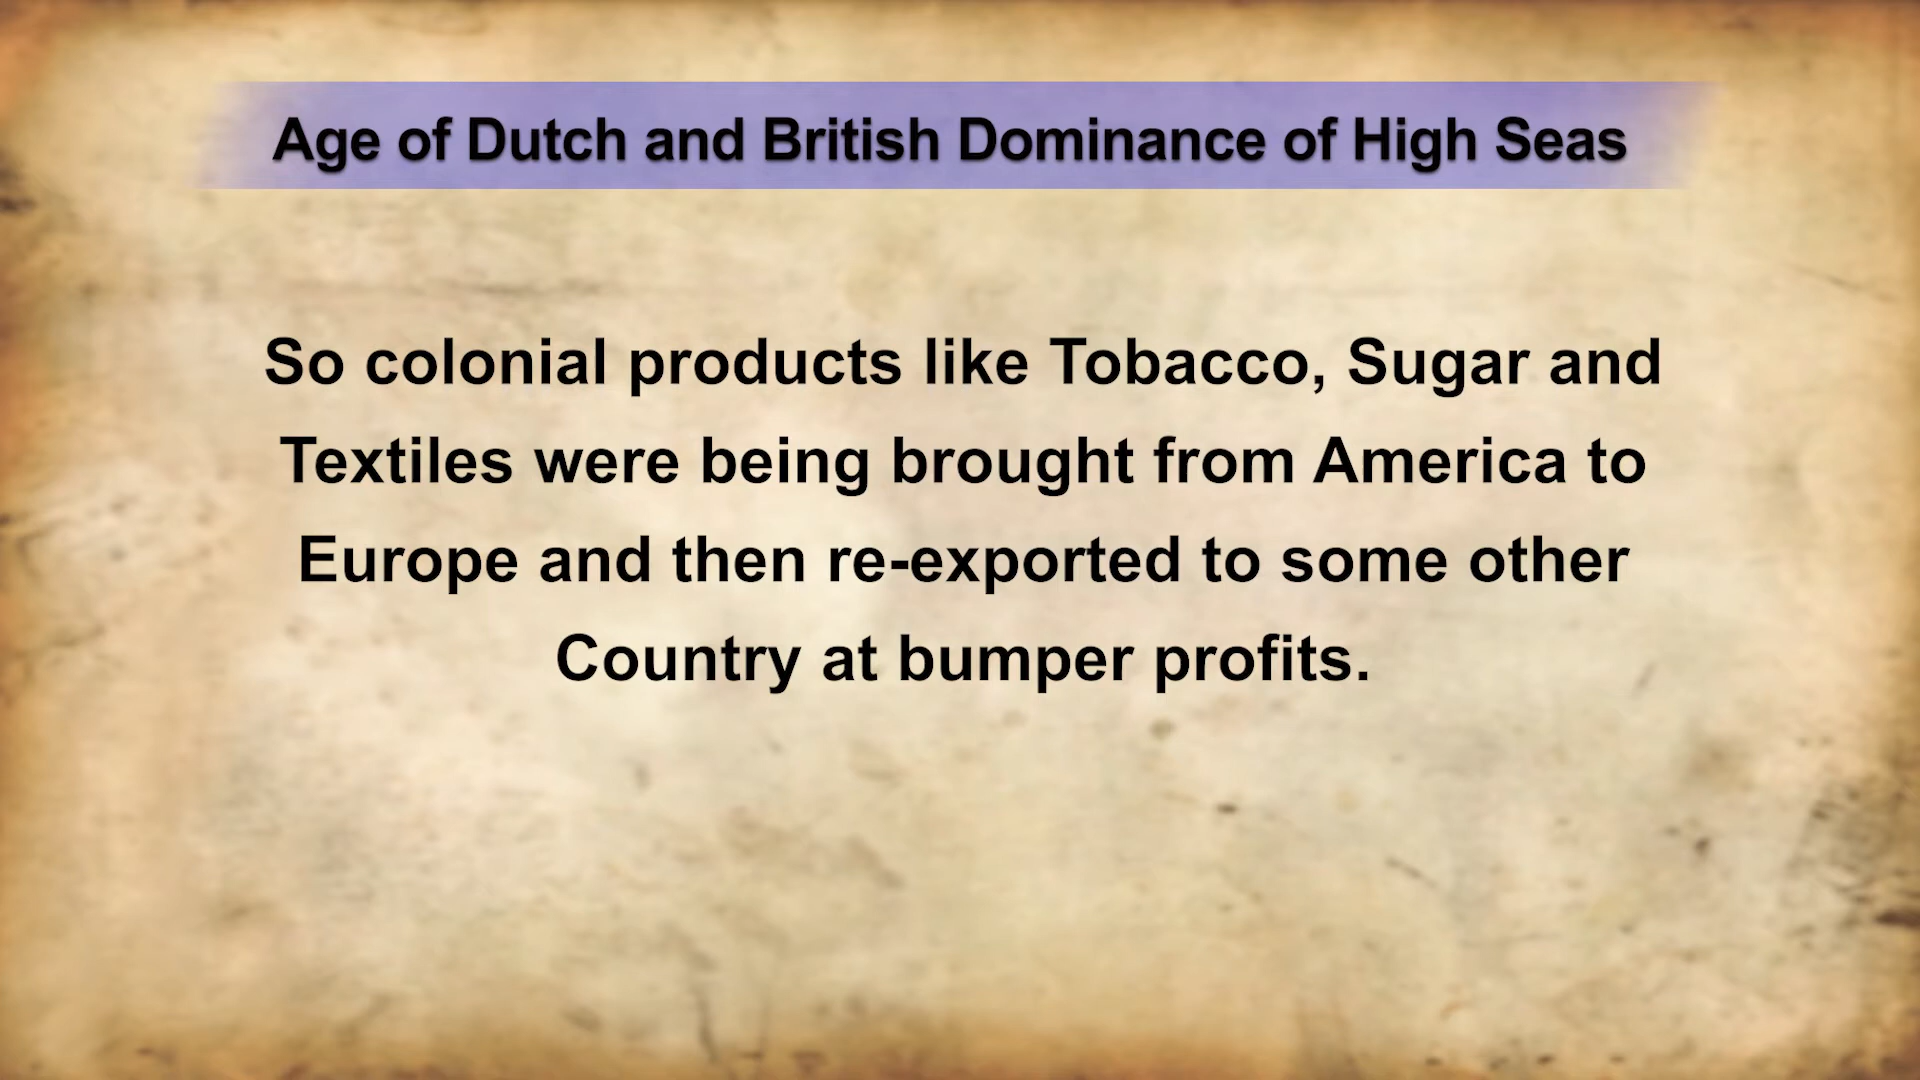 Age of Dutch and British Dominance of High Seas
So colonial products like Tobacco, Sugar and
Textiles were being brought from America to
Europe and then re-exported to some other
Country at bumper profits.